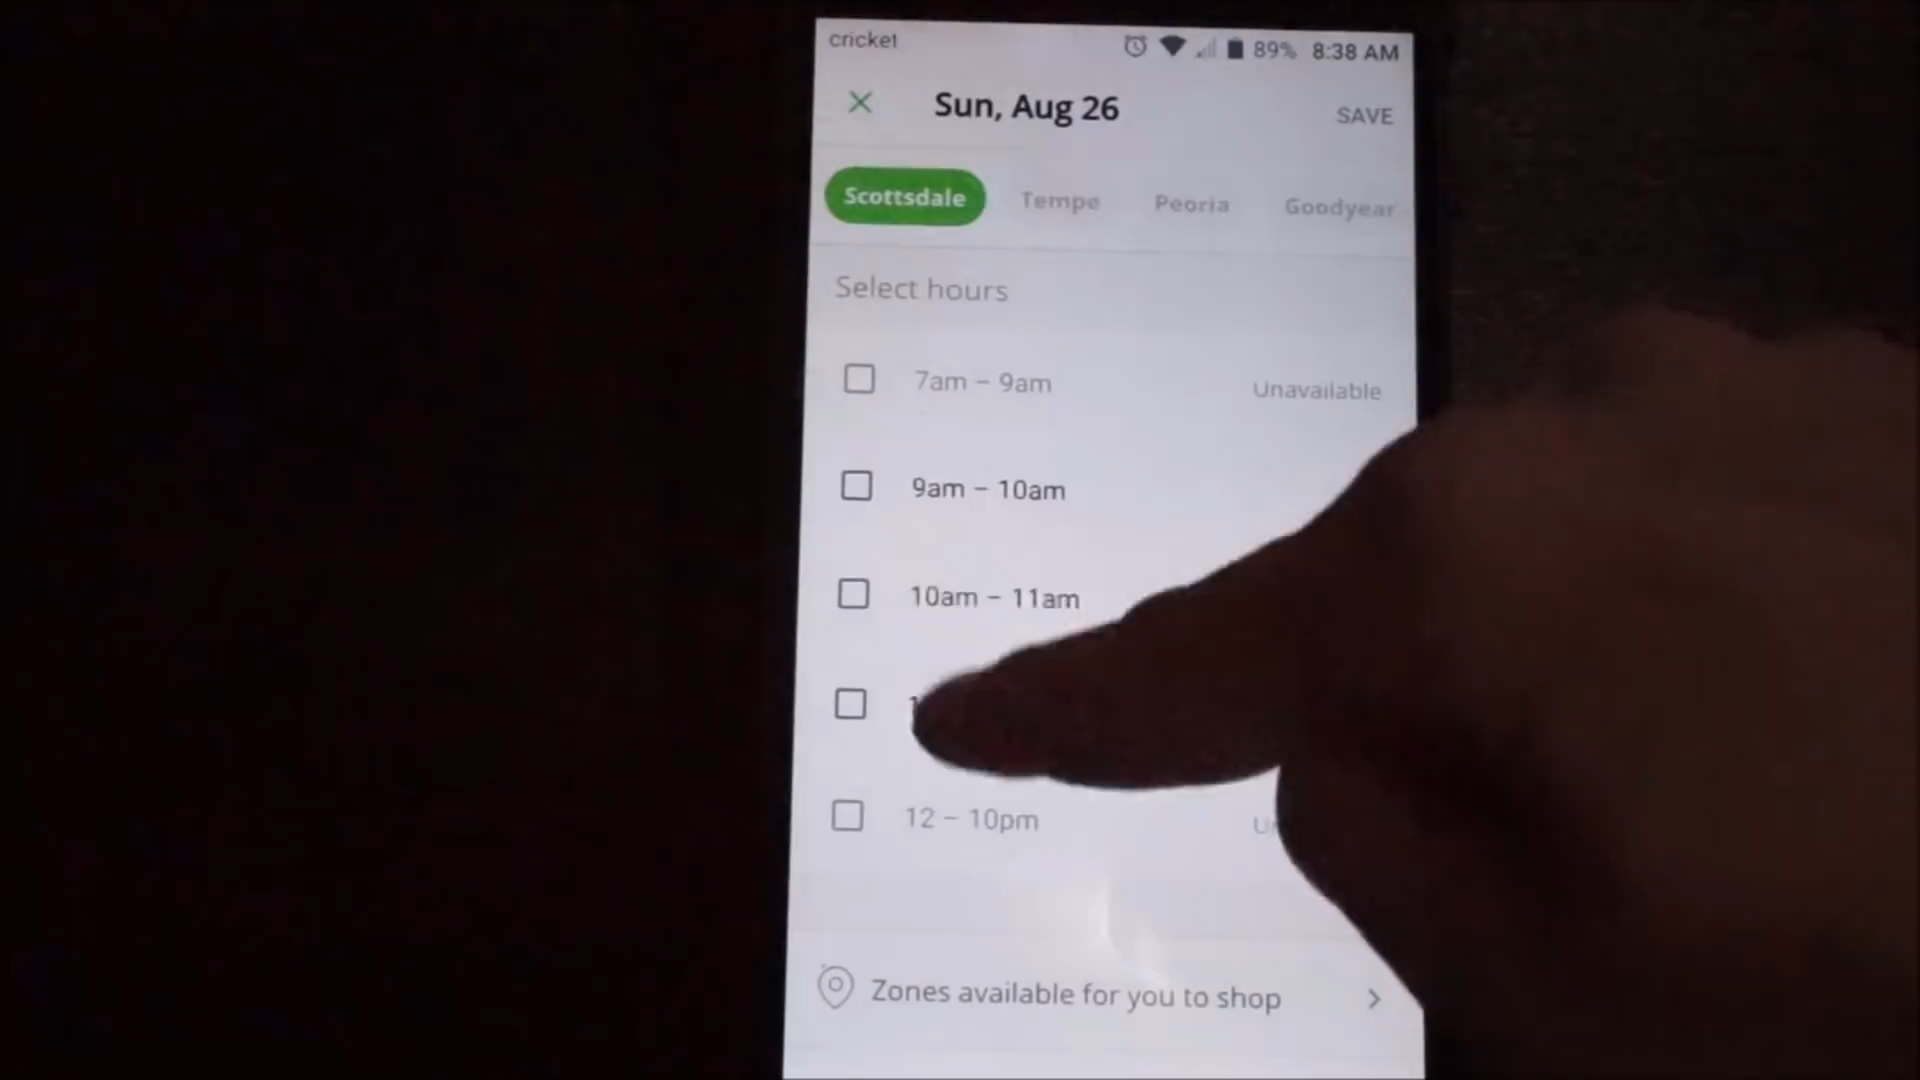 cricket 89% 8:38 AM
Sun, Aug 26 SAVE
Scottsdale Tempe Peoria Goodyear
Select hours
7am – 9am Unavailable
9am – 10am
10am – 11am
12 – 10pm
Zones available for you to shop